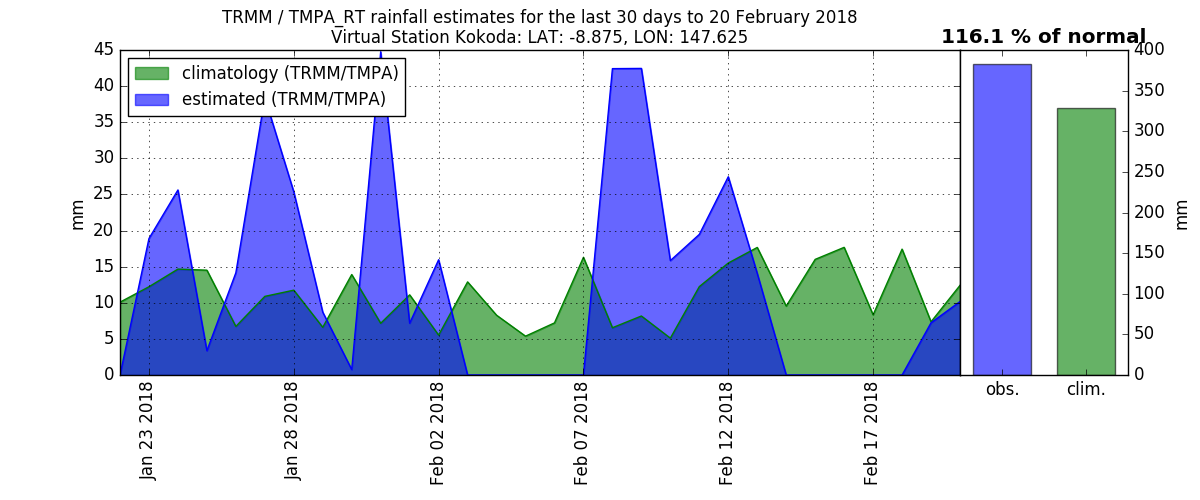 TRMM / TMPA_RT rainfall estimates for the last 30 days to 20 February 2018
Virtual Station Kokoda: LAT: -8.875, LON: 147.625
116.1 % of normal
climatology (TRMM/TMPA)
estimated (TRMM/TMPA)
mm
45
40
35
30
25
20
15
10
5
0
Jan 23 2018
Jan 28 2018
Feb 02 2018
Feb 07 2018
Feb 12 2018
Feb 17 2018
400
350
300
250
200
150
100
50
0
mm
obs.
clim.